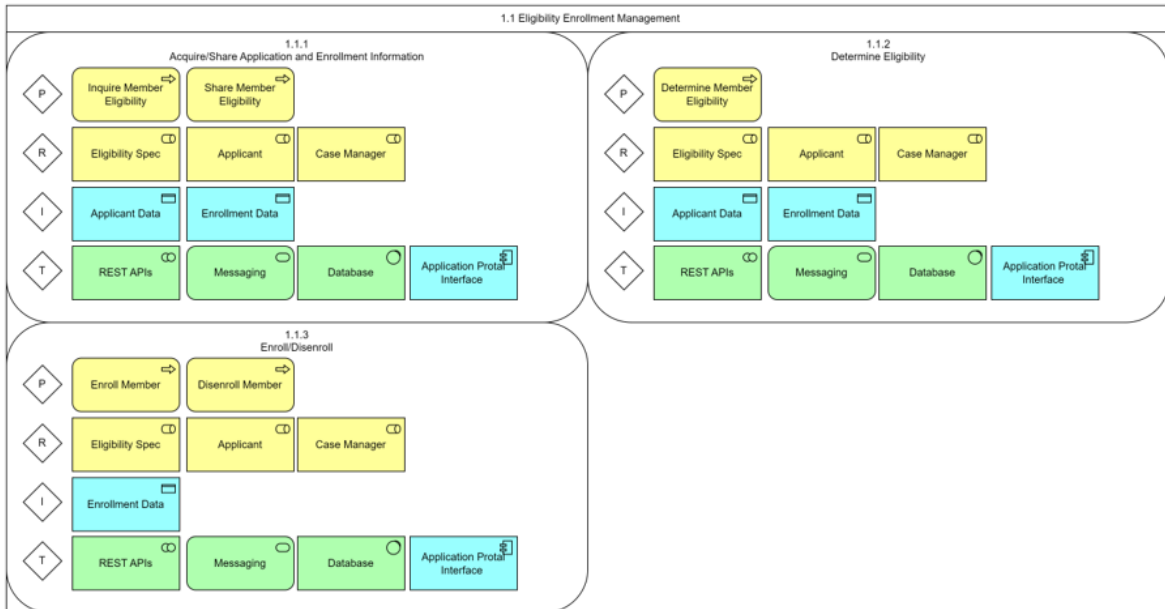 1.1 Eligibility Enrollment Management
1.1.1
Acquire/Share Application and Enrollment Information
P
Inquire Member
Eligibility
Share Member
Eligibility
R
Eligibility Spec
Applicant
Case Manager
I
Applicant Data
Enrollment Data
T
REST APIs
Messaging
Database
Application Protal
Interface
1.1.2
Determine Eligibility
P
Determine Member
Eligibility
R
Eligibility Spec
Applicant
Case Manager
I
Applicant Data
Enrollment Data
T
REST APIs
Messaging
Database
Application Protal
Interface
1.1.3
Enroll/Disenroll
P
Enroll Member
Disenroll Member
R
Eligibility Spec
Applicant
Case Manager
I
Enrollment Data
T
REST APIs
Messaging
Database
Application Protal
Interface